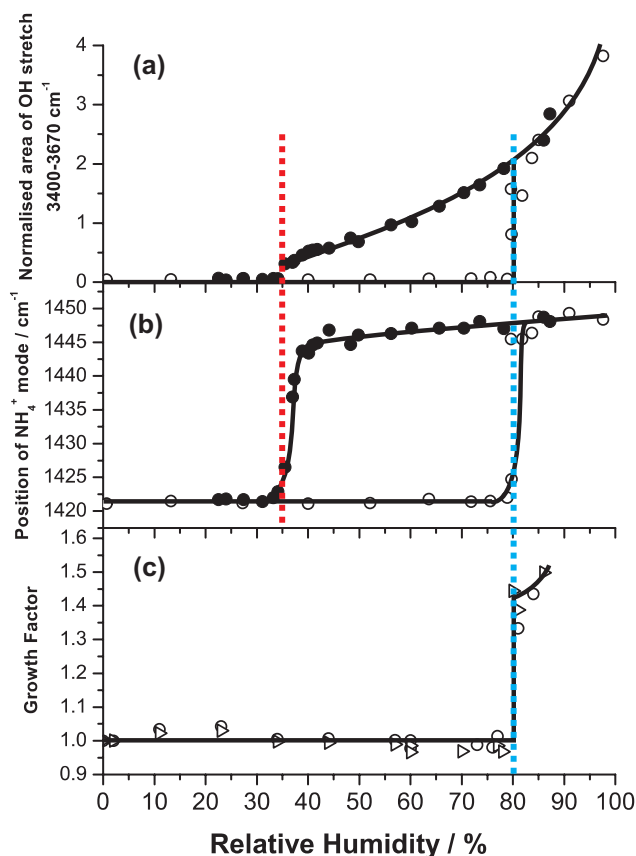 (a)
Normalised area of OH stretch
3400-3670 cm⁻¹
4
3
2
1
0
(b)
Position of NH₄⁺ mode / cm⁻¹
1450
1445
1440
1435
1430
1425
1420
(c)
Growth Factor
1.6
1.5
1.4
1.3
1.2
1.1
1.0
0.9
0 10 20 30 40 50 60 70 80 90 100
Relative Humidity / %